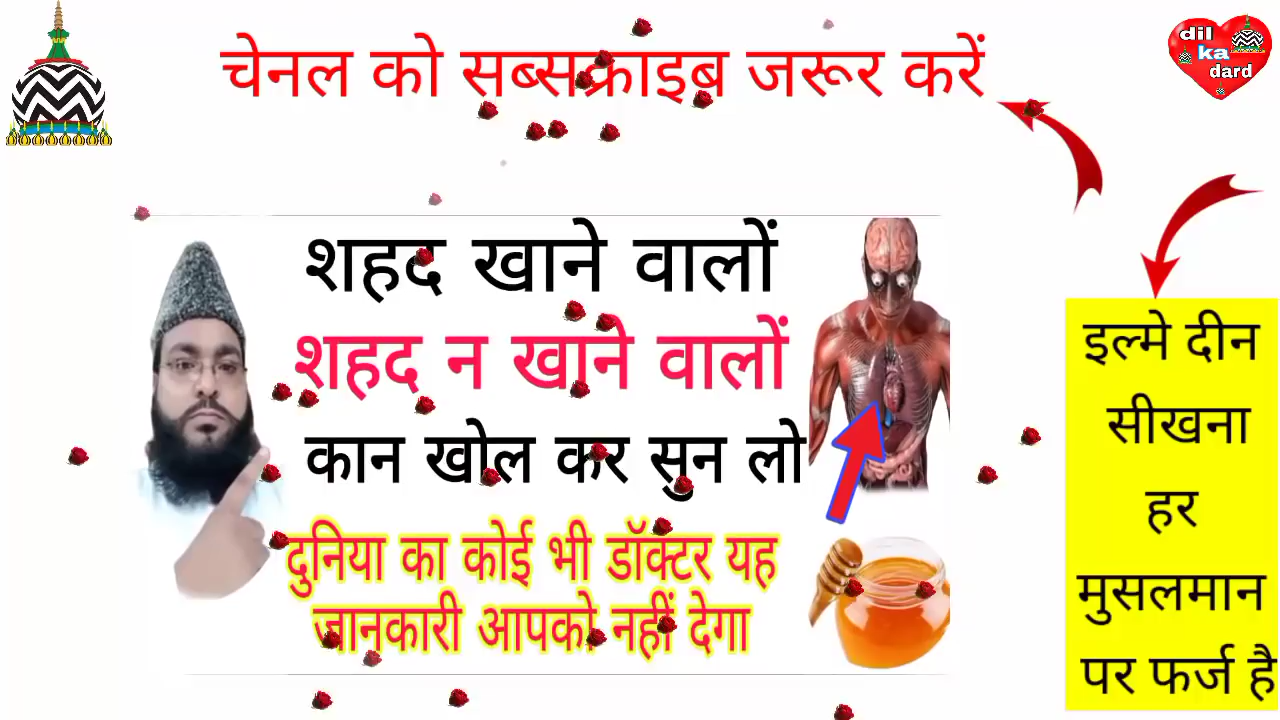 चेनल को सब्सक्राइब जरूर करें
dil
ka
dard
शहद खाने वालों
शहद न खाने वालों
कान खोल कर सुन लो
दुनिया का कोई भी डॉक्टर यह
जानकारी आपको नहीं देगा
इल्मे दीन
सीखना
हर
मुसलमान
पर फर्ज है